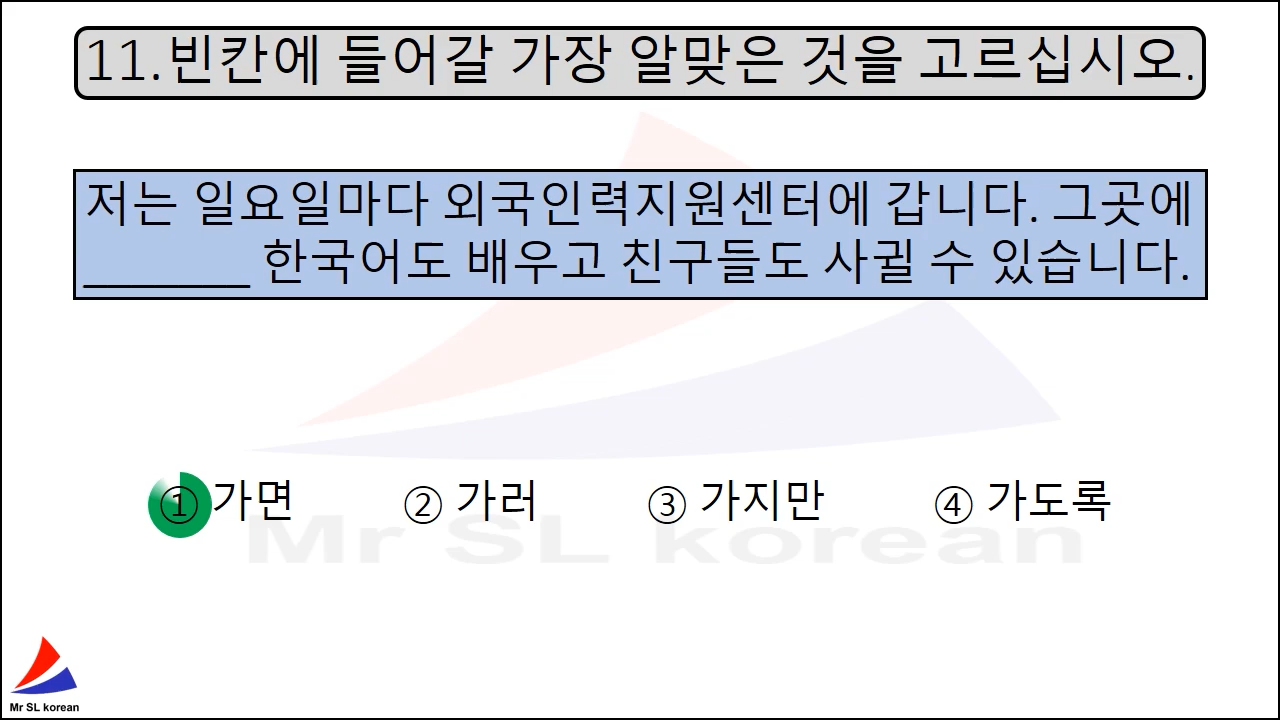 11.빈칸에 들어갈 가장 알맞은 것을 고르십시오.
저는 일요일마다 외국인력지원센터에 갑니다. 그곳에
________ 한국어도 배우고 친구들도 사귈 수 있습니다.
① 가면 ② 가러 ③ 가지만 ④ 가도록
Mr SL korean
Mr SL korean